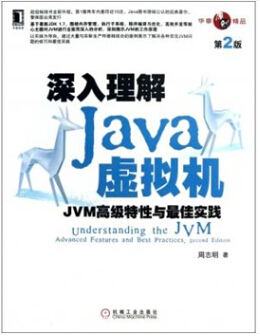 华章精品
第2版
深入理解
Java
虚拟机
JVM高级特性与最佳实践
Understanding the JVM
Advanced Features and Best Practices, Second Edition
周志明 著
机械工业出版社
China Machine Press